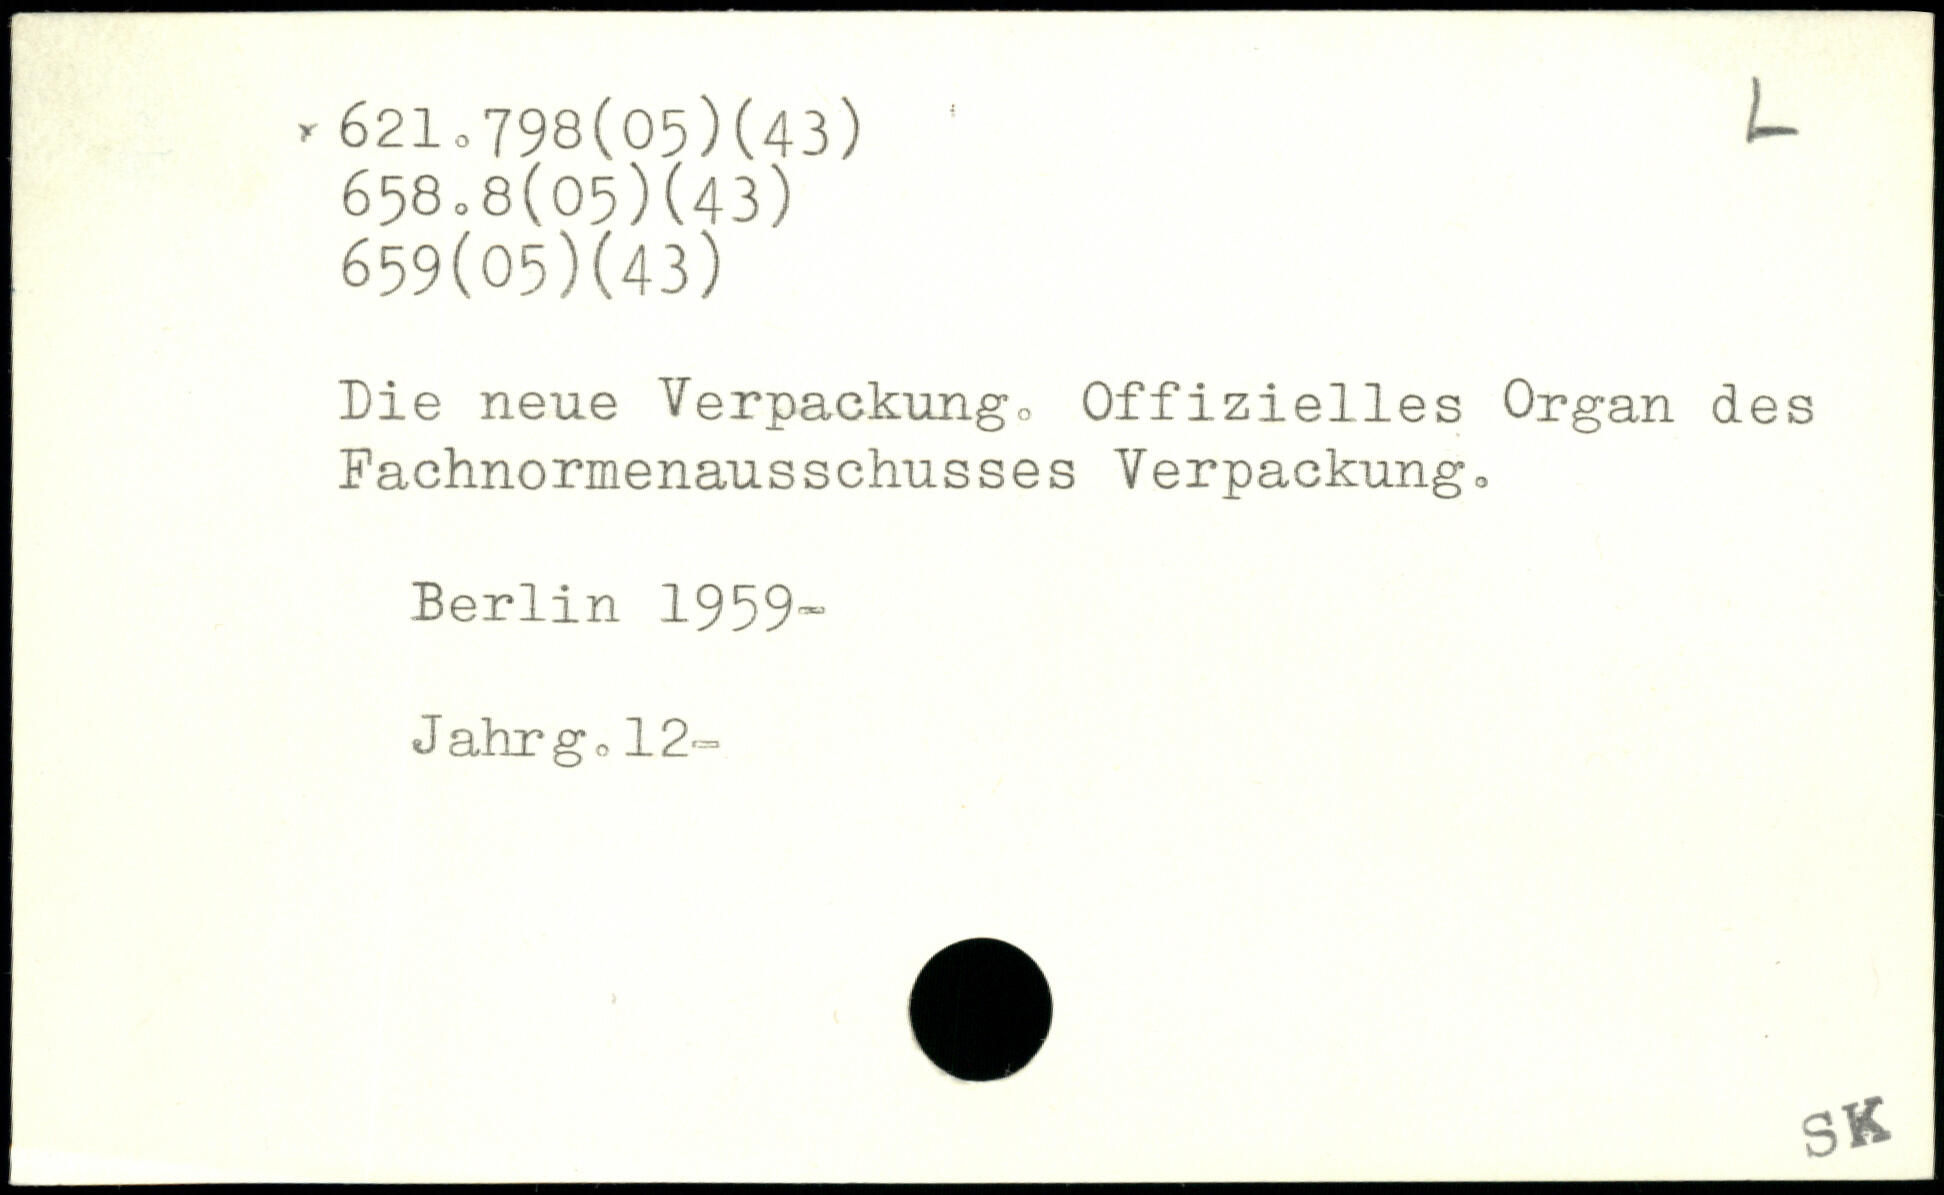 L
x 621.798(05)(43)
658.8(05)(43)
659(05)(43)
Die neue Verpackung. Offizielles Organ des
Fachnormenausschusses Verpackung.
Berlin 1959-
Jahrg.12-
SK